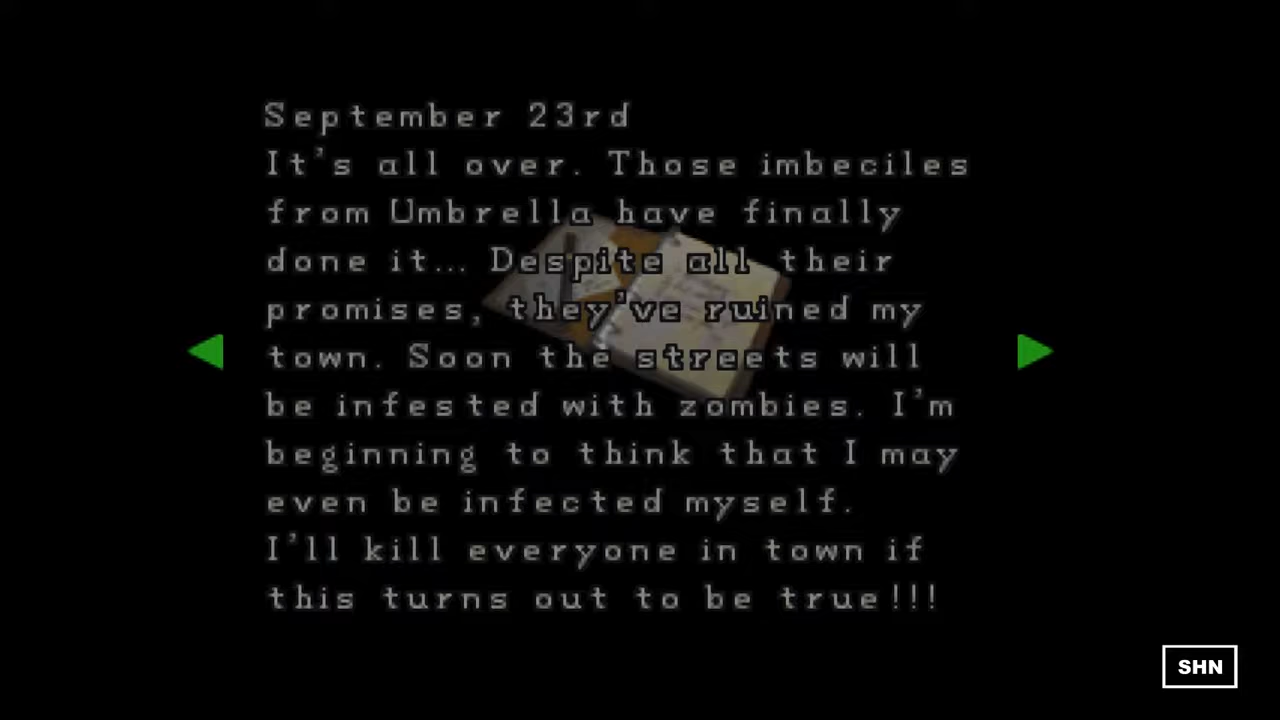 September 23rd
It's all over. Those imbeciles
from Umbrella have finally
done it... Despite all their
promises, they've ruined my
town. Soon the streets will
be infested with zombies. I'm
beginning to think that I may
even be infected myself.
I'll kill everyone in town if
this turns out to be true!!!
SHN